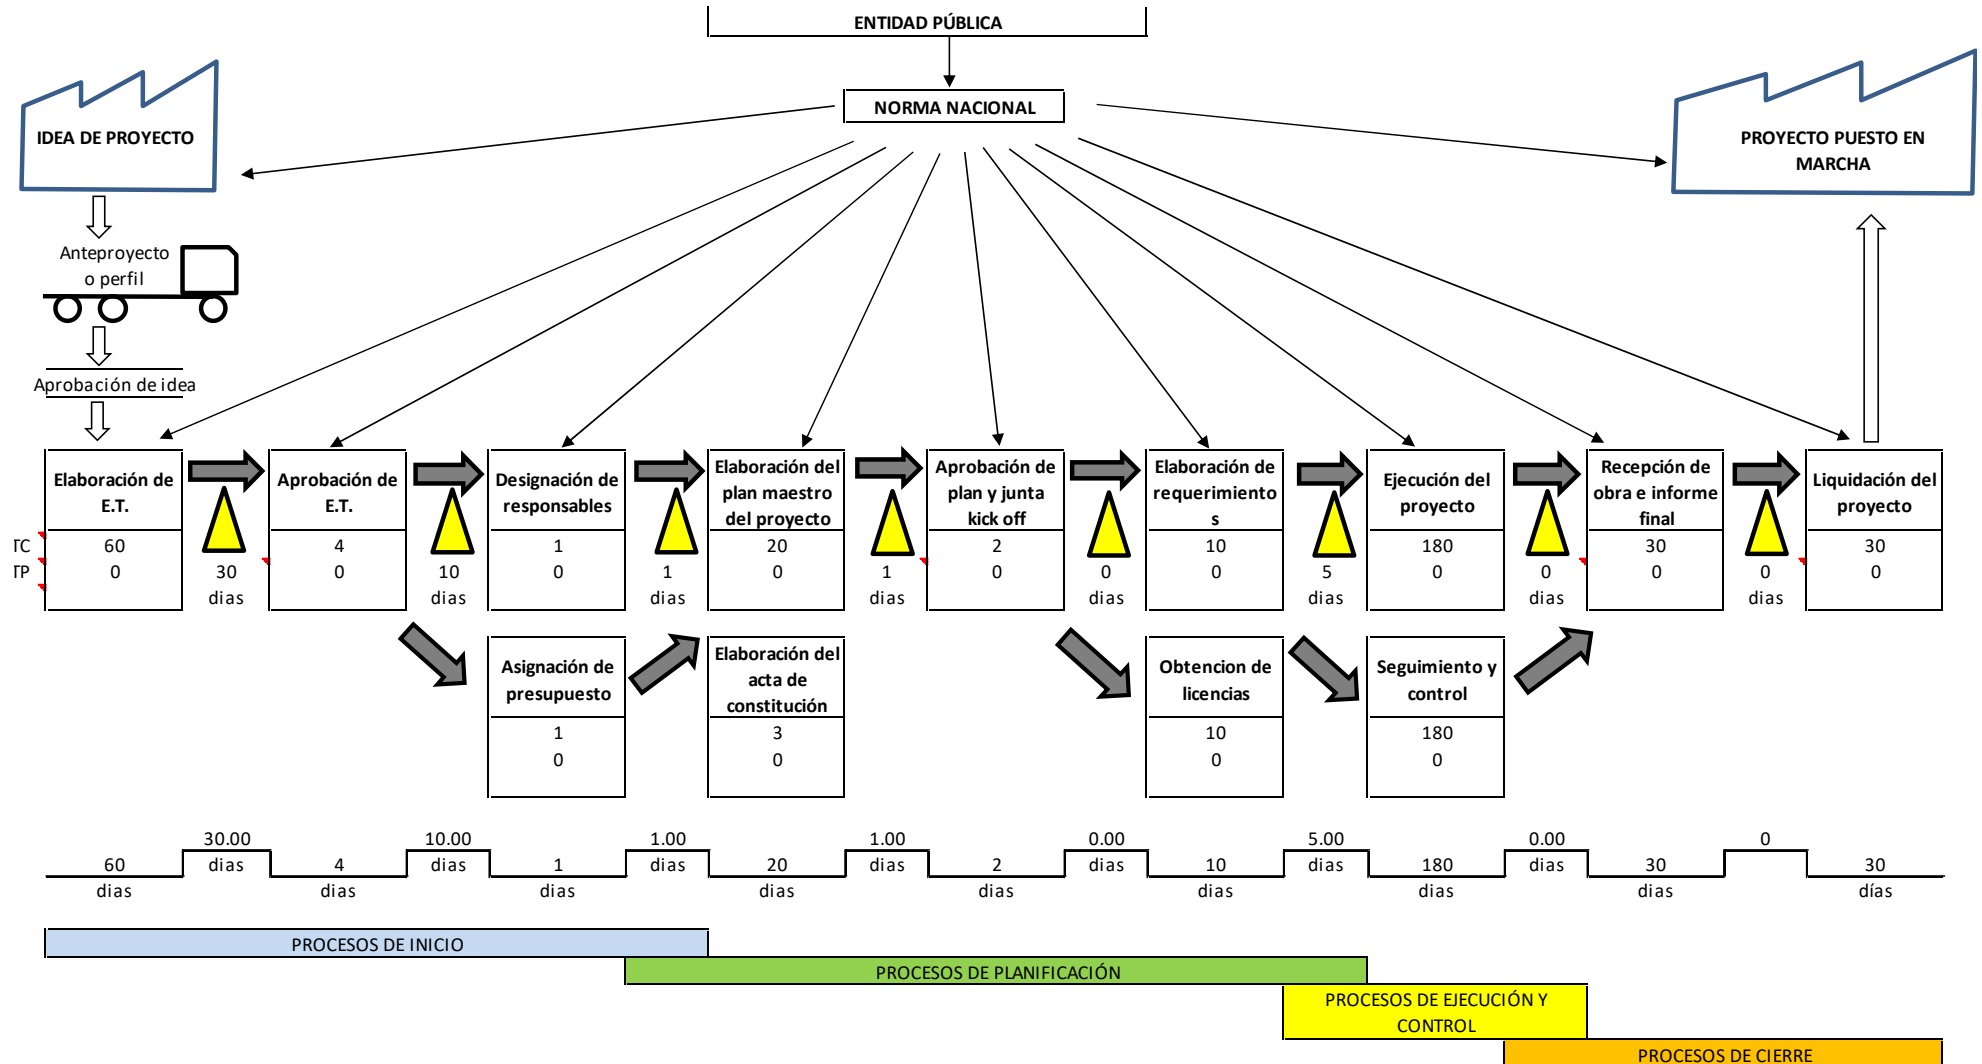 ENTIDAD PÚBLICA
NORMA NACIONAL
IDEA DE PROYECTO
PROYECTO PUESTO EN
MARCHA
Anteproyecto
o perfil
Aprobación de idea
Elaboración de
E.T.
Aprobación de
E.T.
Designación de
responsables
Elaboración del
plan maestro
del proyecto
Aprobación de
plan y junta
kick off
Elaboración de
requerimiento
s
Ejecución del
proyecto
Recepción de
obra e informe
final
Liquidación del
proyecto
TC 60 4 1 20 2 10 180 30 30
TP 0 30 0 10 0 1 0 1 0 0 0 5 0 0 0 0 0
dias dias dias dias dias dias dias dias
Asignación de
presupuesto
1
0
Elaboración del
acta de
constitución
3
0
Obtencion de
licencias
10
0
Seguimiento y
control
180
0
30.00 10.00 1.00 1.00 0.00 5.00 0.00 0
60 dias 4 dias 1 dias 20 dias 2 dias 10 dias 180 dias 30 30
dias dias dias dias dias dias dias dias días
PROCESOS DE INICIO
PROCESOS DE PLANIFICACIÓN
PROCESOS DE EJECUCIÓN Y
CONTROL
PROCESOS DE CIERRE